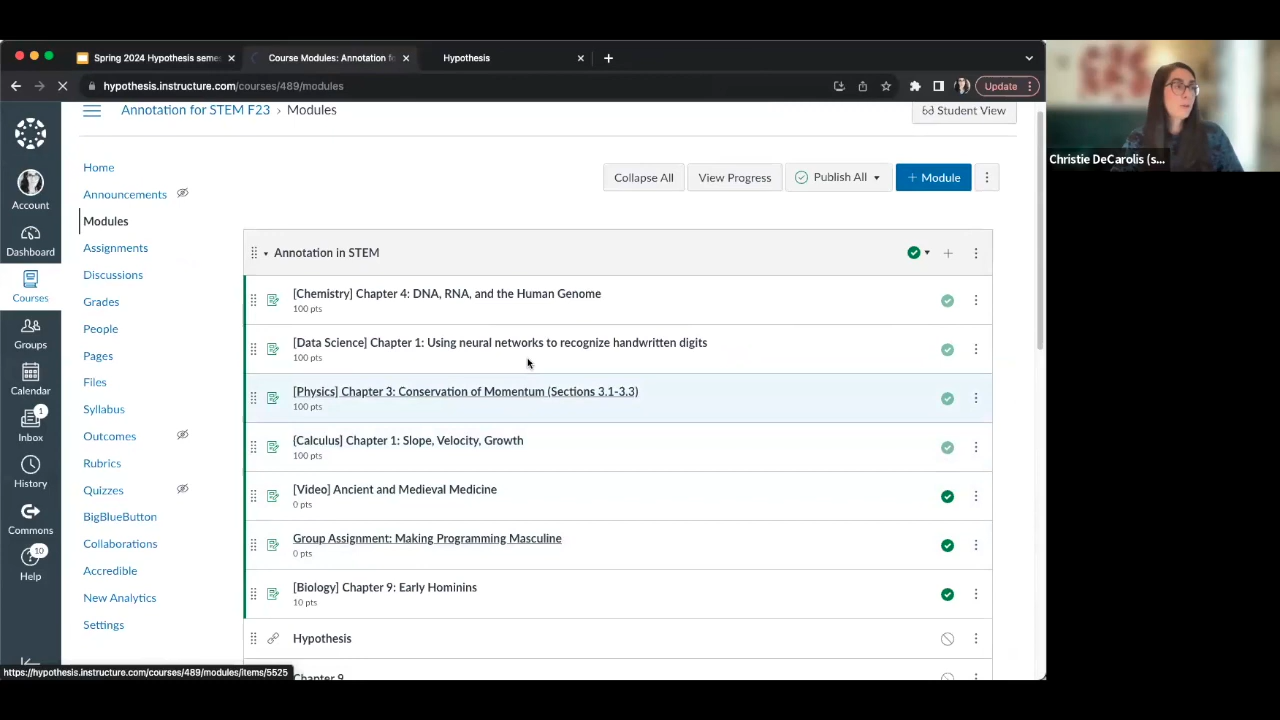 Spring 2024 Hypothesis seme
Course Modules: Annotation fo
Hypothesis
hypothesis.instructure.com/courses/489/modules
Update
Annotation for STEM F23 › Modules
Student View
Account
Dashboard
Courses
Groups
Calendar
1
Inbox
History
Commons
10
Help
Home
Announcements
Modules
Assignments
Discussions
Grades
People
Pages
Files
Syllabus
Outcomes
Rubrics
Quizzes
BigBlueButton
Collaborations
Accredible
New Analytics
Settings
Collapse All
View Progress
Publish All
+ Module
Annotation in STEM
[Chemistry] Chapter 4: DNA, RNA, and the Human Genome
100 pts
[Data Science] Chapter 1: Using neural networks to recognize handwritten digits
100 pts
[Physics] Chapter 3: Conservation of Momentum (Sections 3.1-3.3)
100 pts
[Calculus] Chapter 1: Slope, Velocity, Growth
100 pts
[Video] Ancient and Medieval Medicine
0 pts
Group Assignment: Making Programming Masculine
0 pts
[Biology] Chapter 9: Early Hominins
10 pts
Hypothesis
Chapter 9
https://hypothesis.instructure.com/courses/489/modules/items/5525
Christie DeCarolis (s...